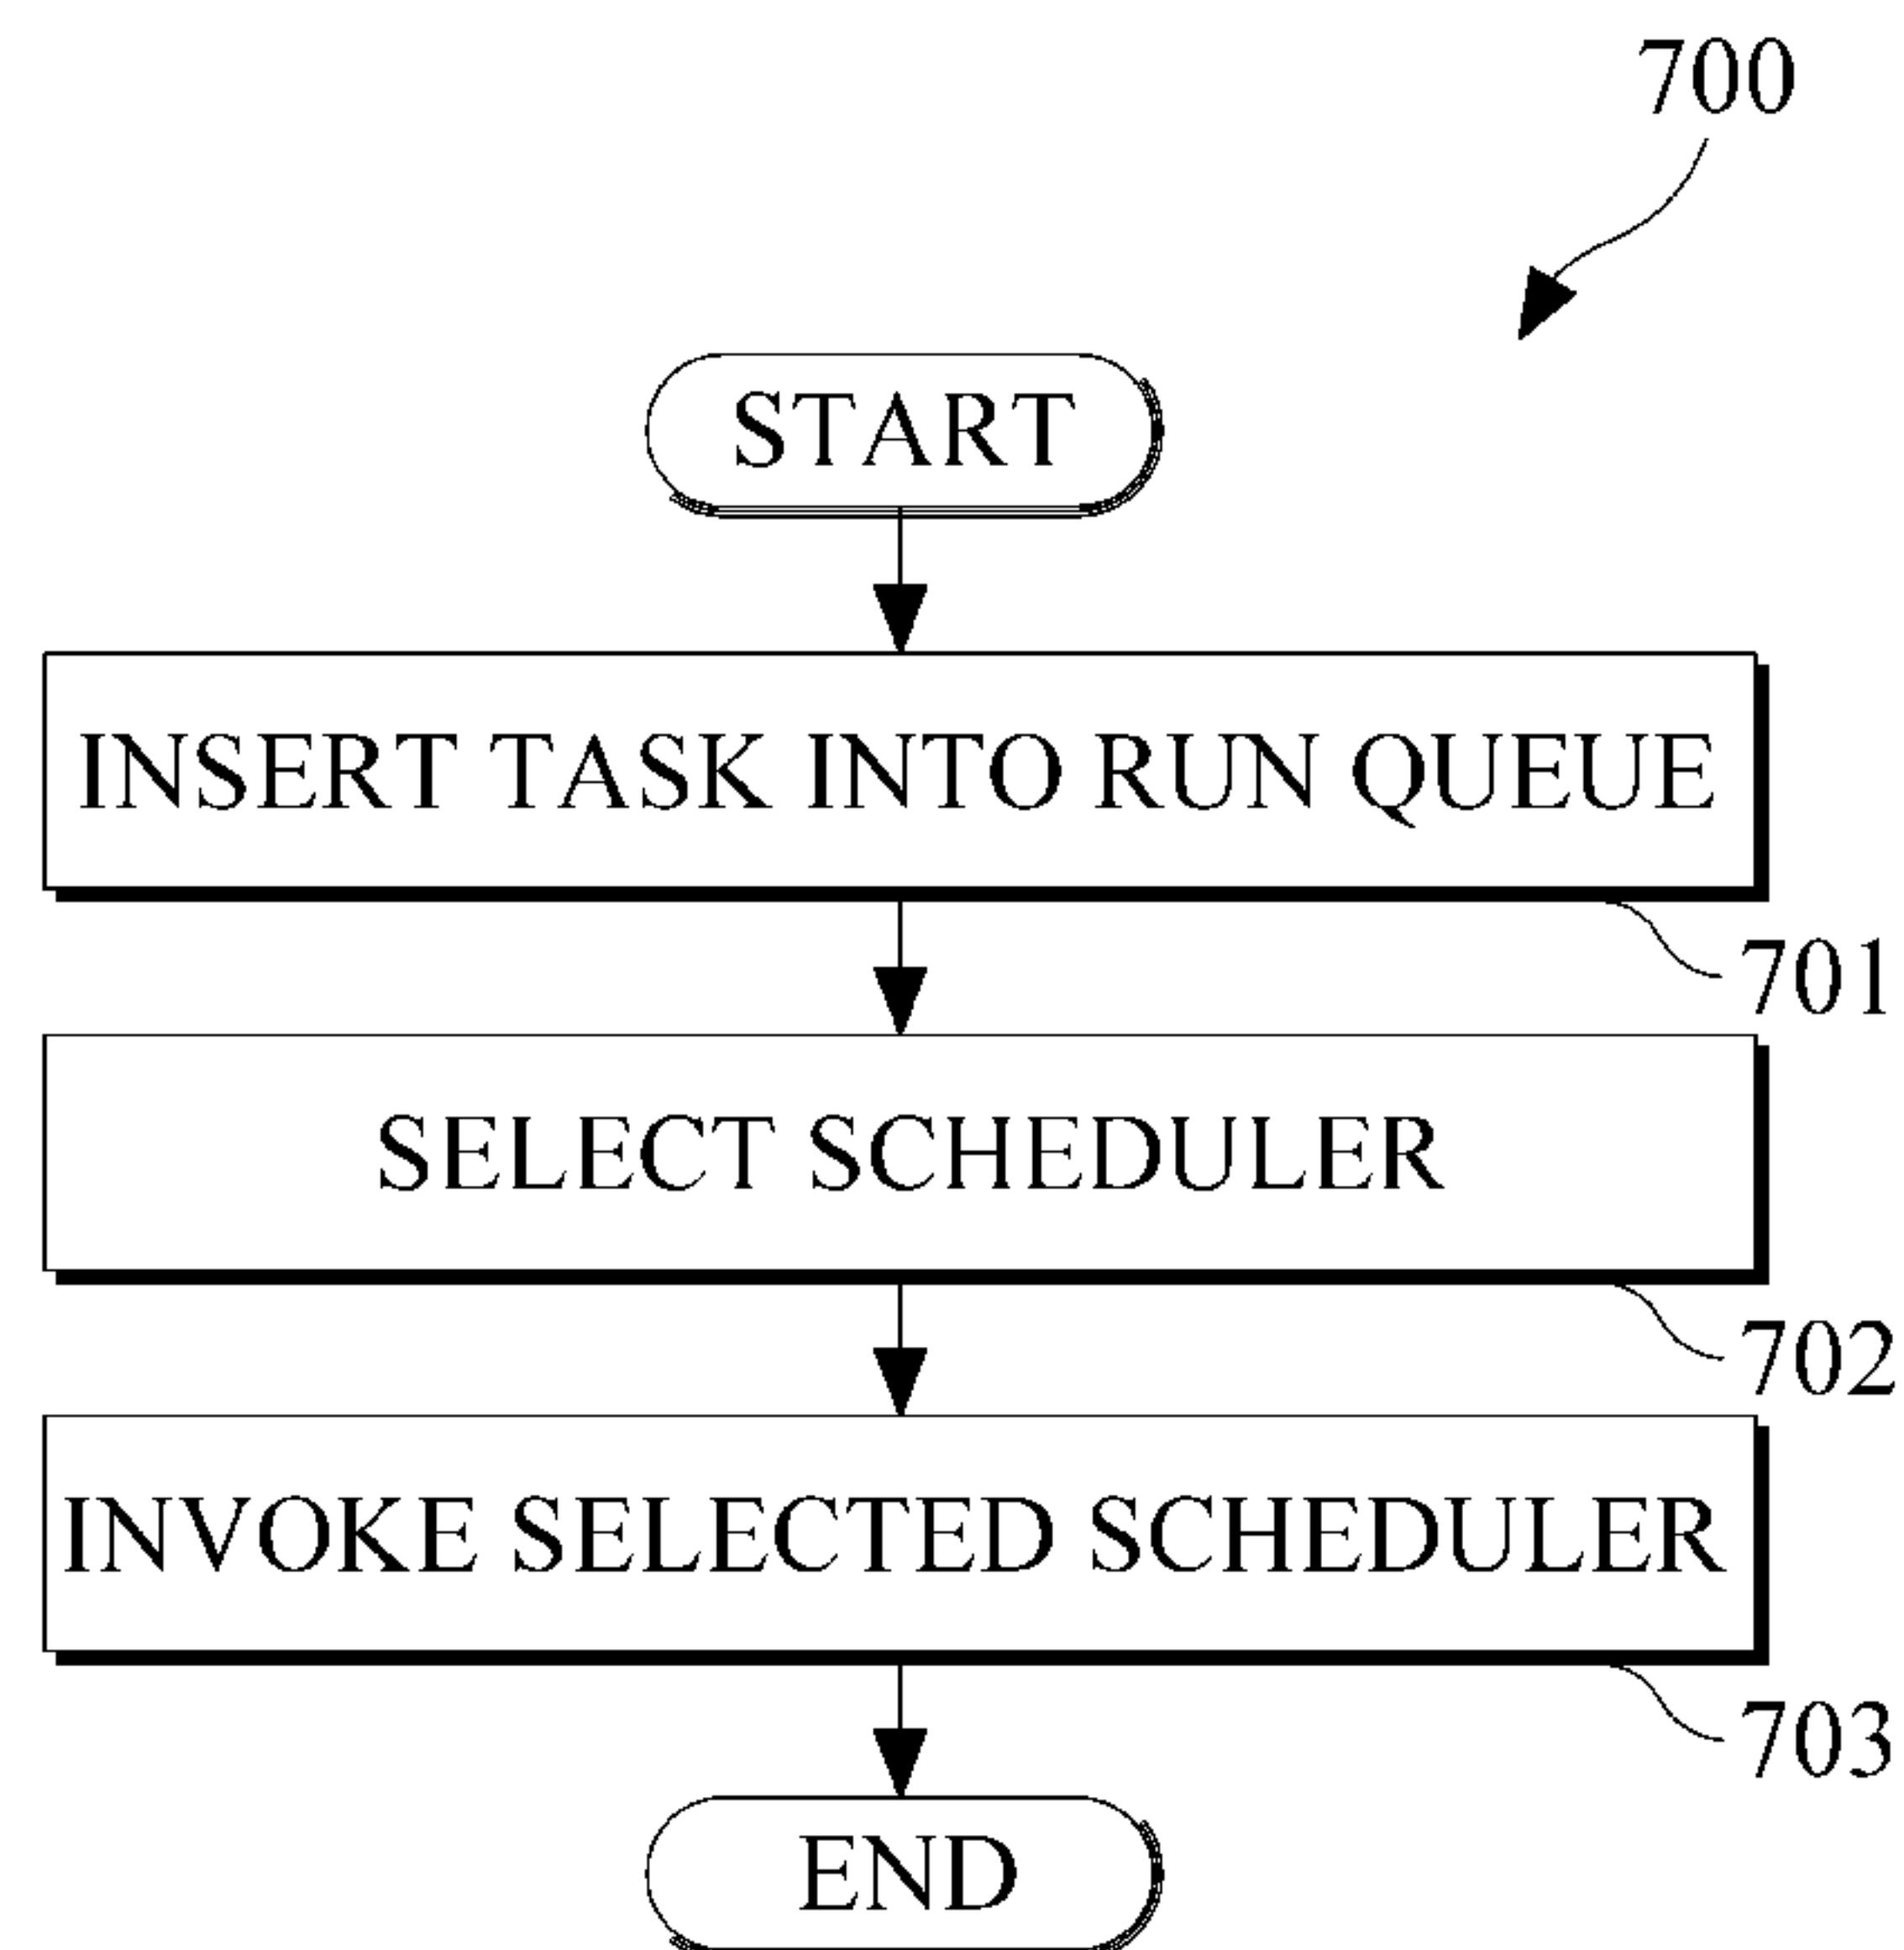 700
START
INSERT TASK INTO RUN QUEUE
701
SELECT SCHEDULER
702
INVOKE SELECTED SCHEDULER
703
END